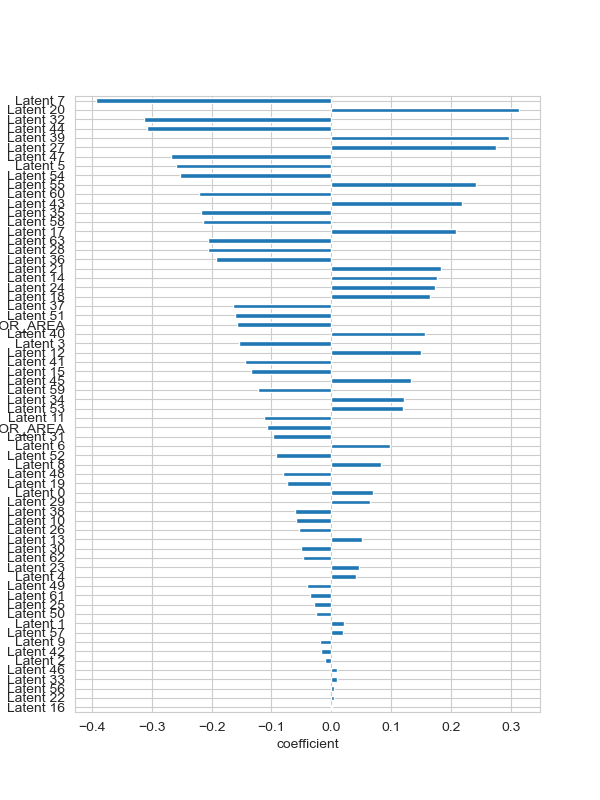 Latent 7
Latent 20
Latent 32
Latent 44
Latent 39
Latent 27
Latent 47
Latent 5
Latent 54
Latent 55
Latent 60
Latent 43
Latent 35
Latent 58
Latent 17
Latent 63
Latent 28
Latent 36
Latent 21
Latent 14
Latent 24
Latent 18
Latent 37
Latent 51
OR_AREA
Latent 40
Latent 3
Latent 12
Latent 41
Latent 15
Latent 45
Latent 59
Latent 34
Latent 53
Latent 11
OR_AREA
Latent 31
Latent 6
Latent 52
Latent 8
Latent 48
Latent 19
Latent 0
Latent 29
Latent 38
Latent 10
Latent 26
Latent 13
Latent 30
Latent 62
Latent 23
Latent 4
Latent 49
Latent 61
Latent 25
Latent 50
Latent 1
Latent 57
Latent 9
Latent 42
Latent 2
Latent 46
Latent 33
Latent 56
Latent 22
Latent 16
−0.4 −0.3 −0.2 −0.1 0.0 0.1 0.2 0.3
coefficient